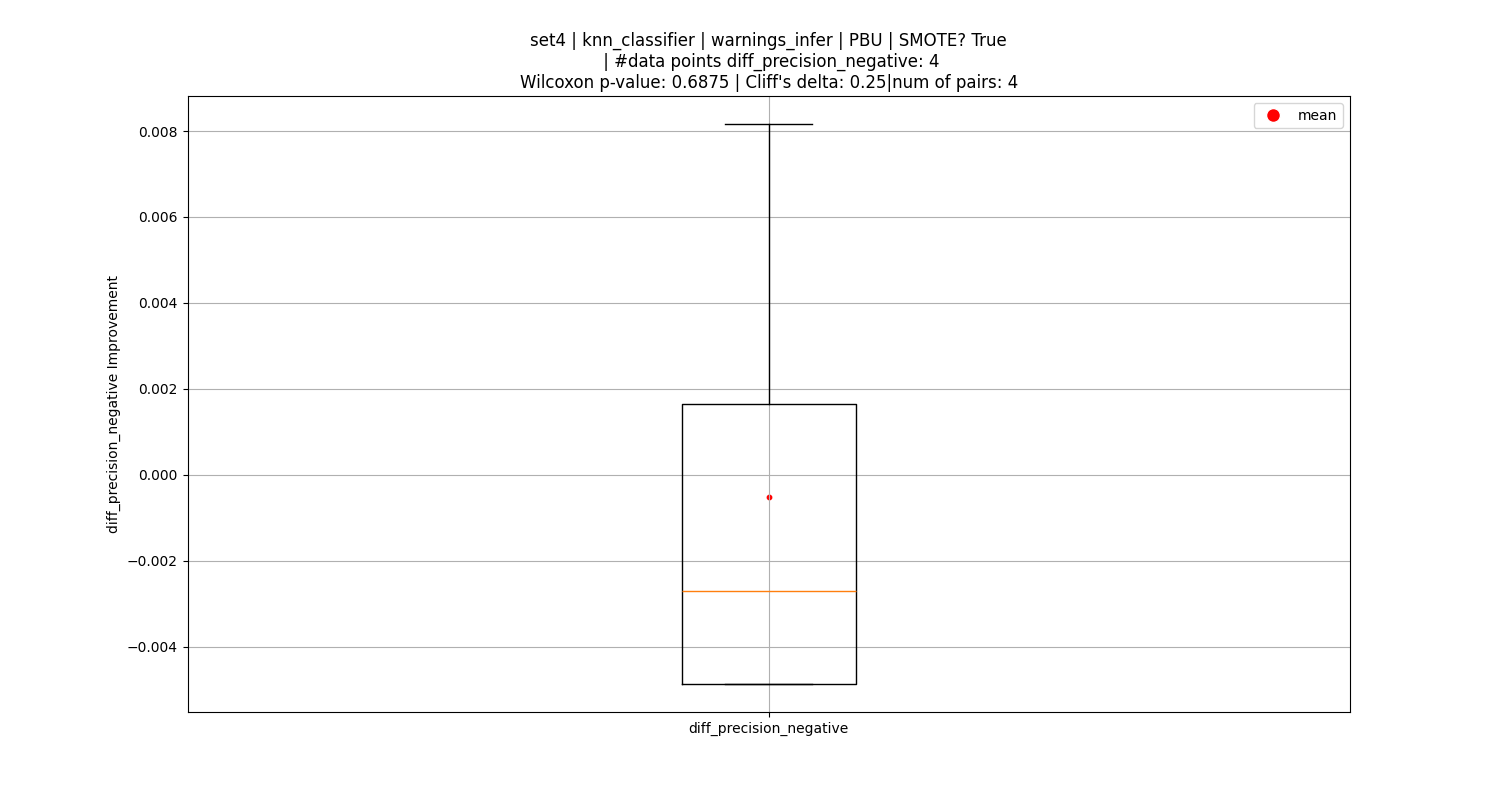 set4 | knn_classifier | warnings_infer | PBU | SMOTE? True
| #data points diff_precision_negative: 4
Wilcoxon p-value: 0.6875 | Cliff's delta: 0.25|num of pairs: 4
mean
0.008
0.006
0.004
0.002
0.000
−0.002
−0.004
diff_precision_negative Improvement
diff_precision_negative